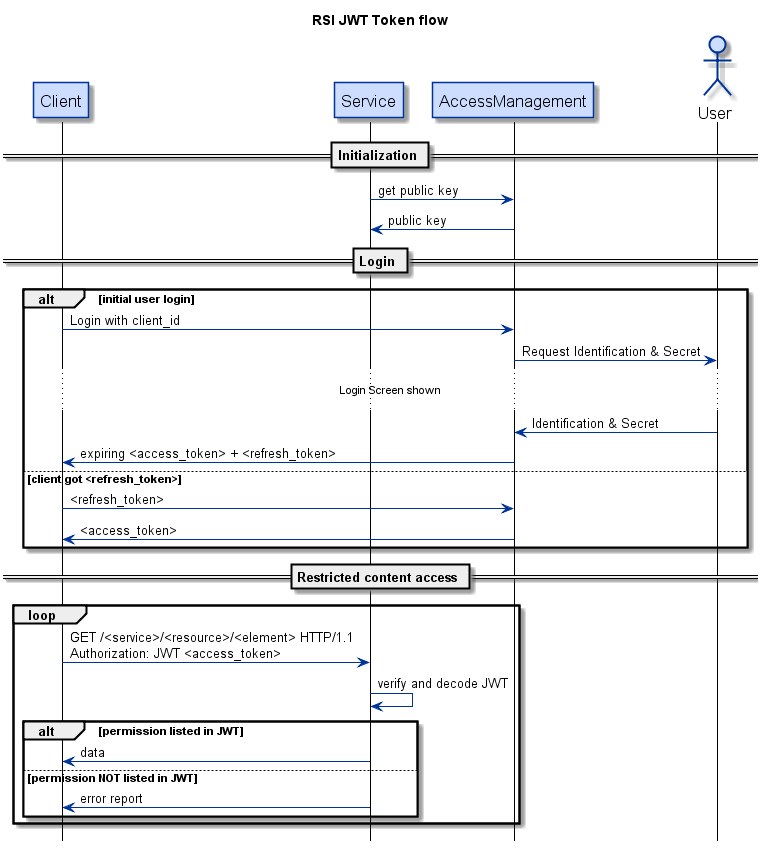 RSI JWT Token flow
Client
Service
AccessManagement
User
Initialization
get public key
public key
Login
alt
[initial user login]
Login with client_id
Request Identification & Secret
Login Screen shown
Identification & Secret
expiring <access_token> + <refresh_token>
[client got <refresh_token>]
<refresh_token>
<access_token>
Restricted content access
loop
GET /<service>/<resource>/<element> HTTP/1.1
Authorization: JWT <access_token>
verify and decode JWT
alt
[permission listed in JWT]
data
[permission NOT listed in JWT]
error report